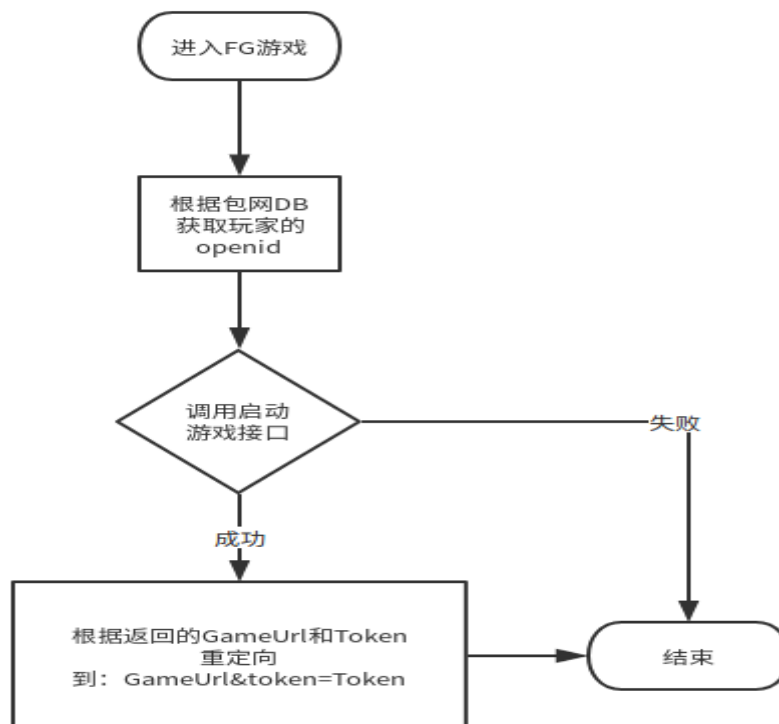 进入FG游戏
根据包网DB
获取玩家的
openid
调用启动
游戏接口
失败
成功
根据返回的GameUrl和Token
重定向
到：GameUrl&token=Token
结束